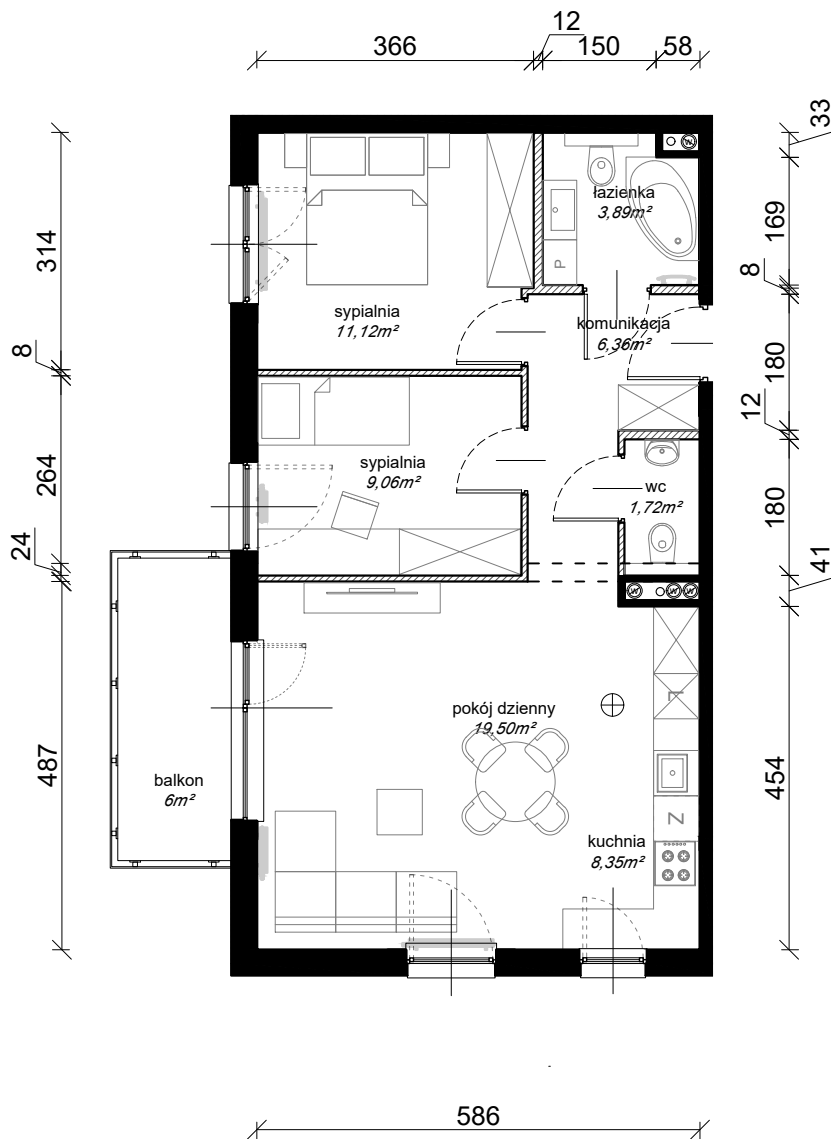 12
366
150
58
33
łazienka
3,89m²
169
314
P
8
sypialnia
11,12m²
komunikacja
6,36m²
180
8
12
sypialnia
9,06m²
264
wc
1,72m²
180
24
41
W
W
W
W
pokój dzienny
19,50m²
L
487
454
balkon
6m²
Z
kuchnia
8,35m²
586